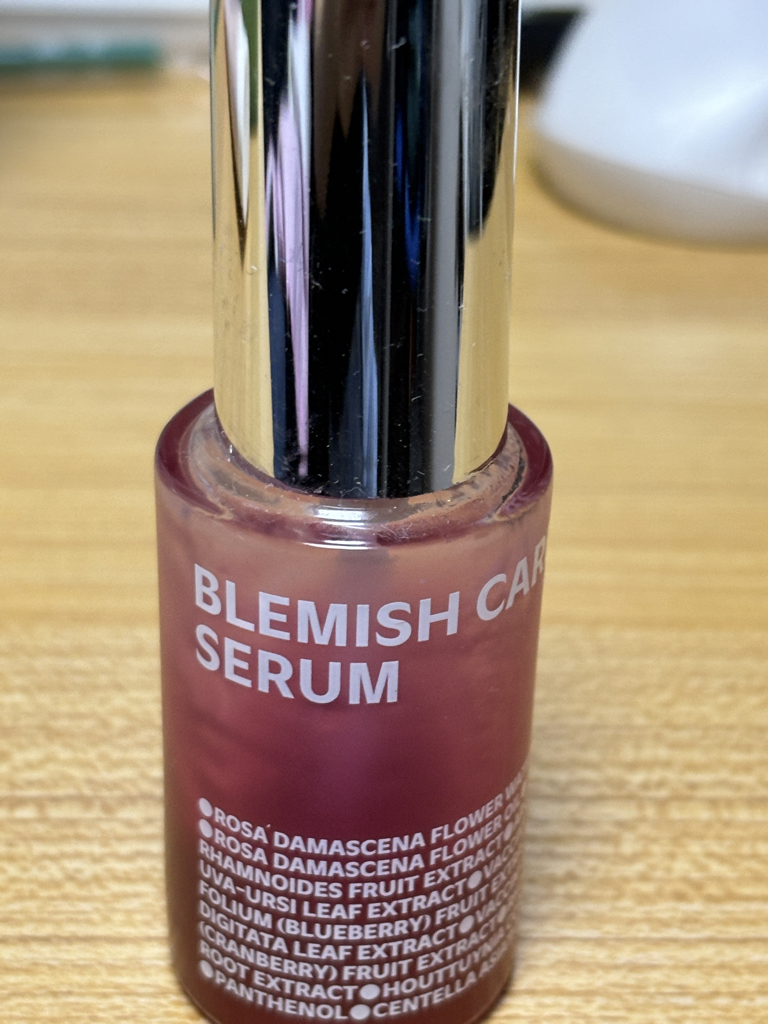 BLEMISH
SERUM
●ROSA DAMASCENA FLOWER
●ROSA DAMASCENA FLOWER
RHAMNOIDES FRUIT EXTRACT●
UVA-URSI LEAF EXTRACT●
FOLIUM (BLUEBERRY) FRUIT
DIGITATA LEAF EXTRACT●
(CRANBERRY) FRUIT EXTRACT●
ROOT EXTRACT●
●PANTHENOL●CENTELLA